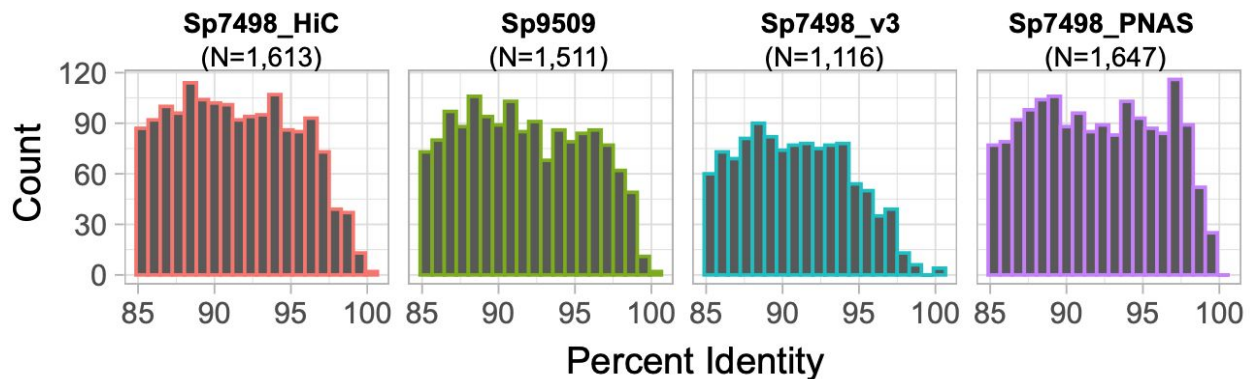 Sp7498_HiC Sp9509 Sp7498_v3 Sp7498_PNAS
(N=1,613) (N=1,511) (N=1,116) (N=1,647)
120
90
60
30
0
Count
85 90 95 100 85 90 95 100 85 90 95 100 85 90 95 100
Percent Identity